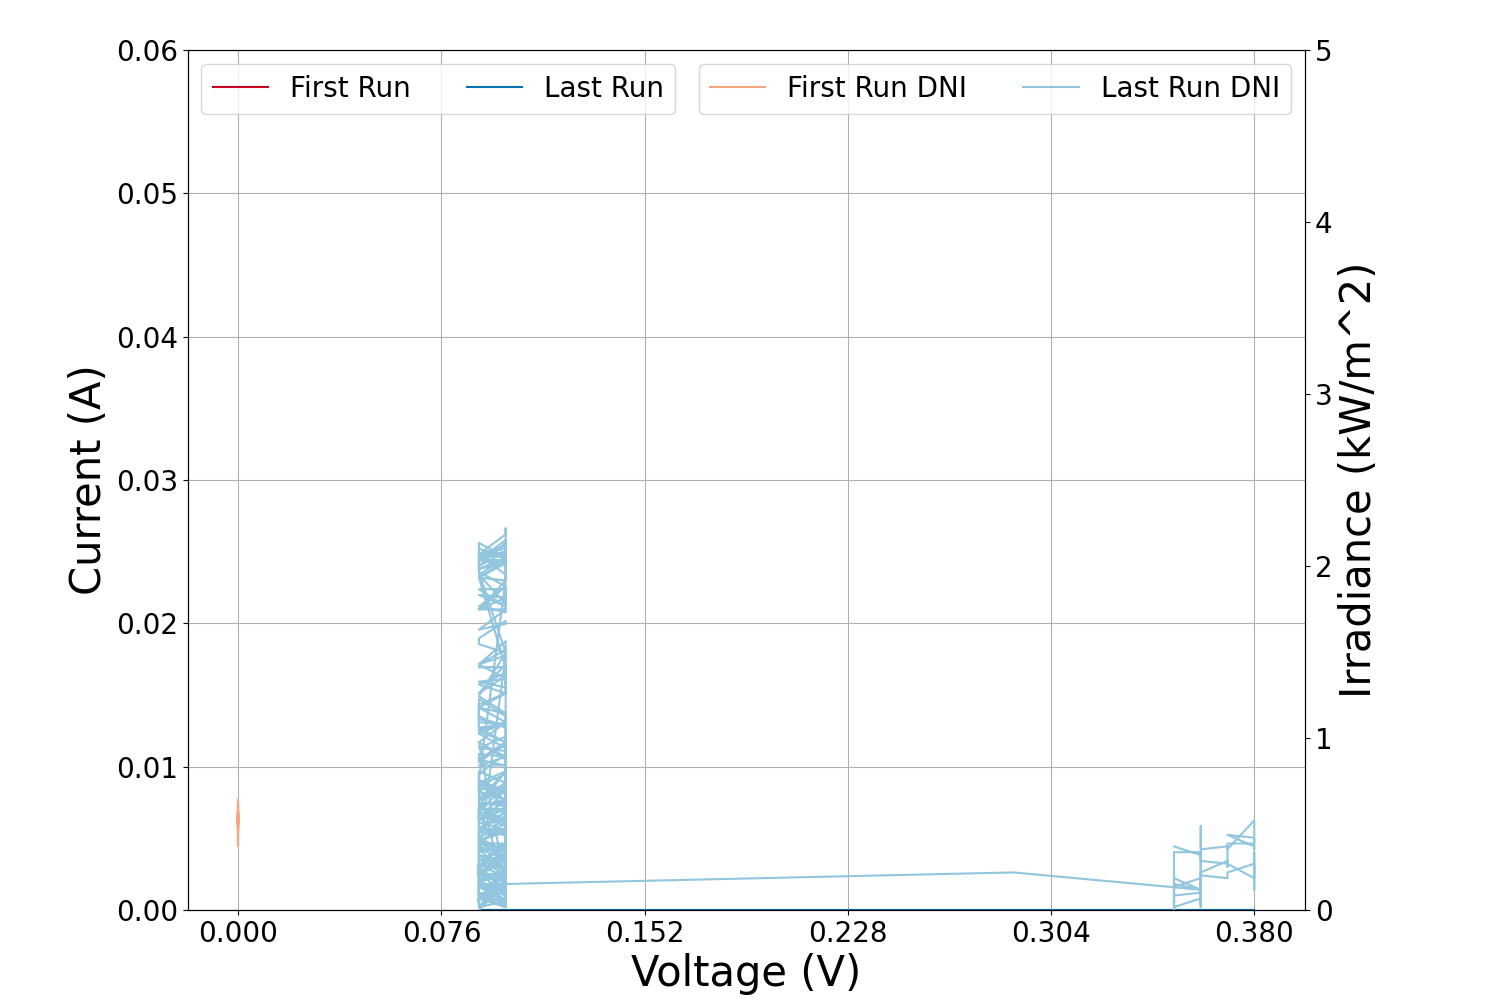 First Run
Last Run
First Run DNI
Last Run DNI
0.06
0.05
0.04
0.03
0.02
0.01
0.00
Current (A)
0.000
0.076
0.152
0.228
0.304
0.380
Voltage (V)
5
4
3
2
1
0
Irradiance (kW/m^2)